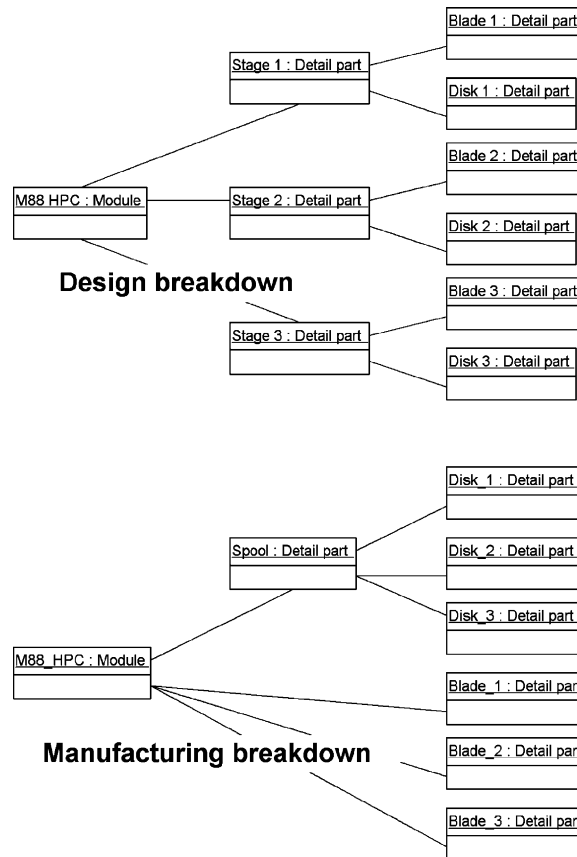 Blade 1 : Detail part
Stage 1 : Detail part
Disk 1 : Detail part
Blade 2 : Detail part
M88 HPC : Module
Stage 2 : Detail part
Disk 2 : Detail part
Design breakdown
Blade 3 : Detail part
Stage 3 : Detail part
Disk 3 : Detail part
Disk_1 : Detail part
Spool : Detail part
Disk_2 : Detail part
Disk_3 : Detail part
M88_HPC : Module
Blade_1 : Detail par
Manufacturing breakdown
Blade_2 : Detail par
Blade_3 : Detail par